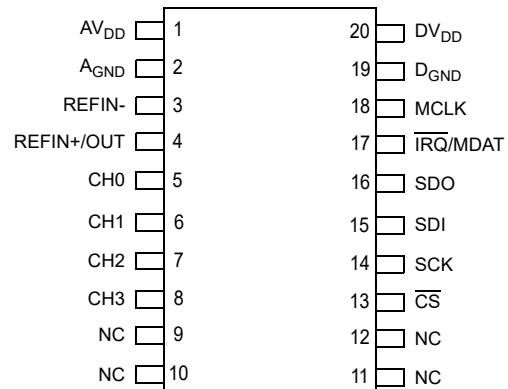 AVDD 1 20 DVDD
AGND 2 19 DGND
REFIN- 3 18 MCLK
REFIN+/OUT 4 17 IRQ/MDAT
CH0 5 16 SDO
CH1 6 15 SDI
CH2 7 14 SCK
CH3 8 13 CS
NC 9 12 NC
NC 10 11 NC